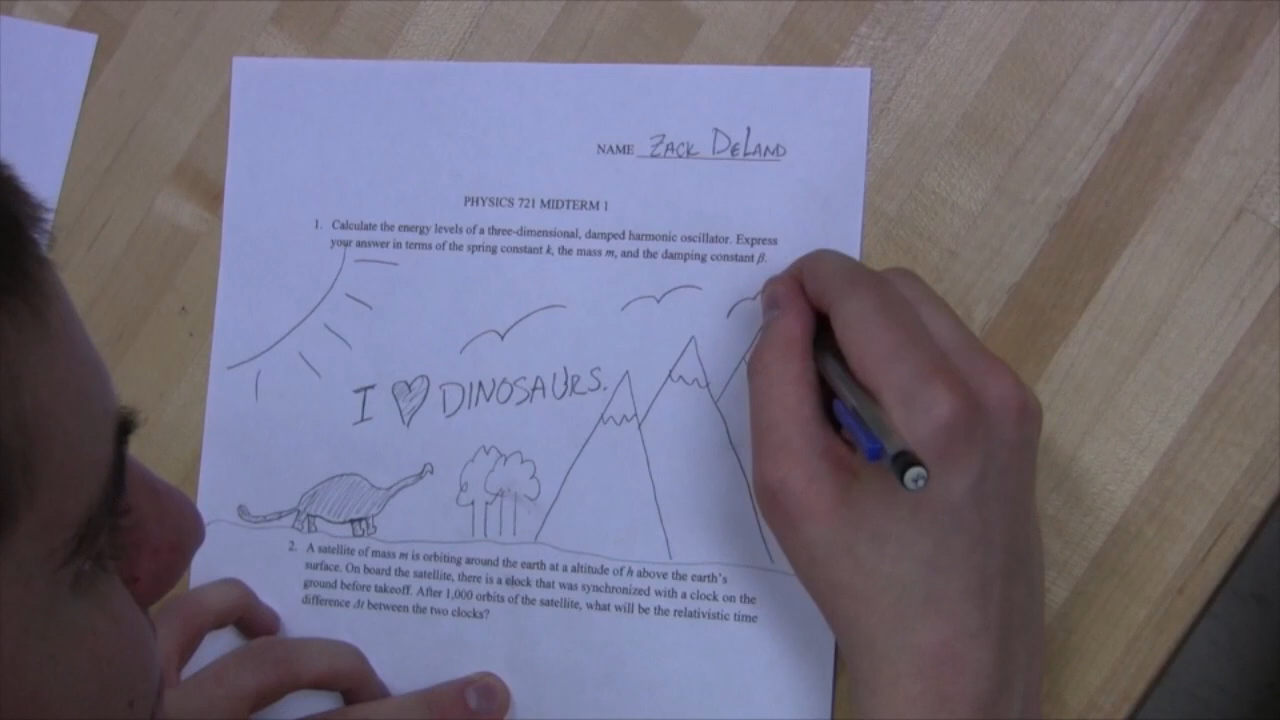 NAME ZACK DELAND
PHYSICS 721 MIDTERM 1
1. Calculate the energy levels of a three-dimensional, damped harmonic oscillator. Express
your answer in terms of the spring constant k, the mass m, and the damping constant β.
I ♥ DINOSAURS.
2. A satellite of mass m is orbiting around the earth at a altitude of h above the earth's
surface. On board the satellite, there is a clock that was synchronized with a clock on the
ground before takeoff. After 1,000 orbits of the satellite, what will be the relativistic time
difference Δt between the two clocks?